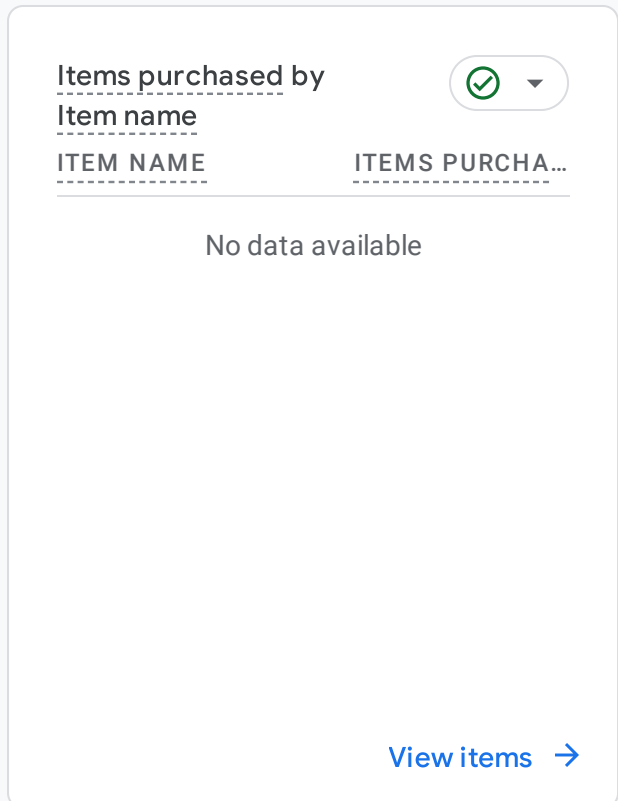 Items purchased by
Item name
ITEM NAME ITEMS PURCHA…
No data available
View items